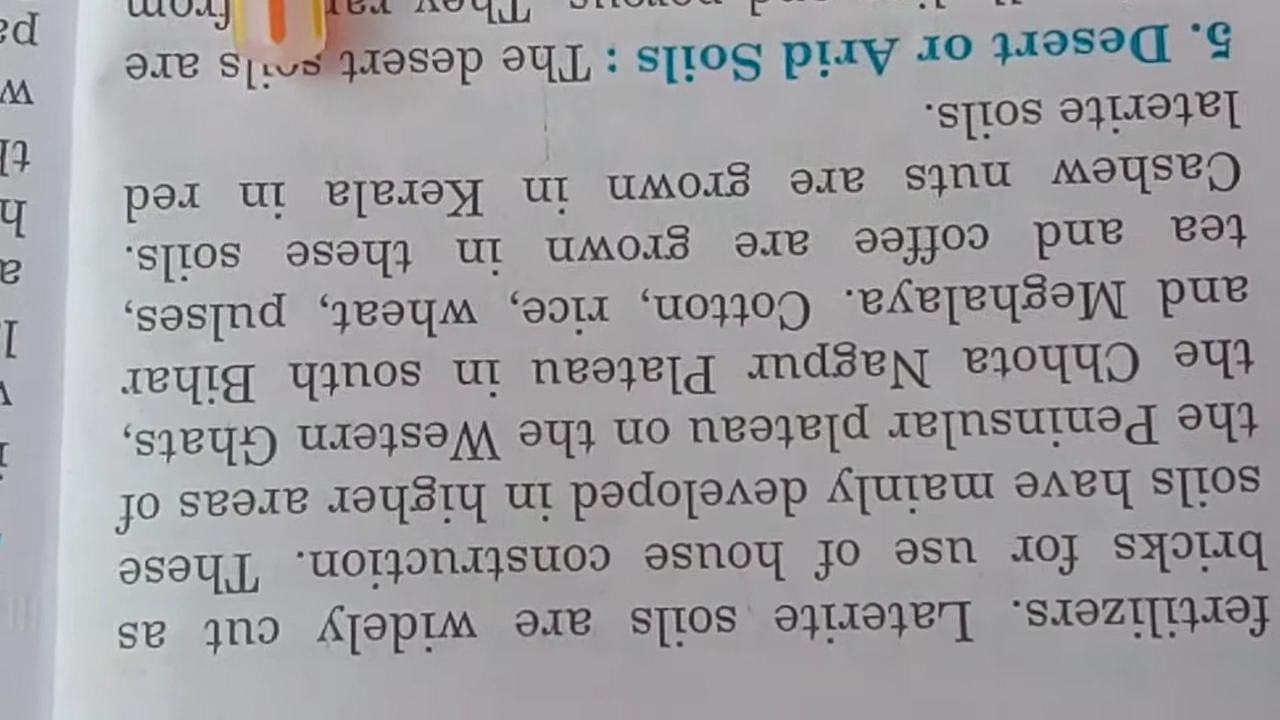 fertilizers. Laterite soils are widely cut as
bricks for use of house construction. These
soils have mainly developed in higher areas of
the Peninsular plateau on the Western Ghats,
the Chhota Nagpur Plateau in south Bihar
and Meghalaya. Cotton, rice, wheat, pulses,
tea and coffee are grown in these soils.
Cashew nuts are grown in Kerala in red
laterite soils.
5. Desert or Arid Soils : The desert soils are
They from